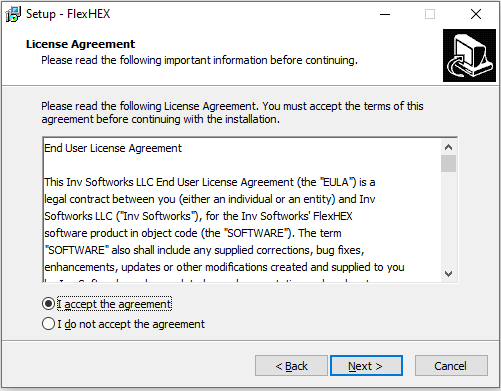 Setup - FlexHEX
License Agreement
Please read the following important information before continuing.
Please read the following License Agreement. You must accept the terms of this
agreement before continuing with the installation.
End User License Agreement
This Inv Softworks LLC End User License Agreement (the "EULA") is a
legal contract between you (either an individual or an entity) and Inv
Softworks LLC ("Inv Softworks"), for the Inv Softworks' FlexHEX
software product in object code (the "SOFTWARE"). The term
"SOFTWARE" also shall include any supplied corrections, bug fixes,
enhancements, updates or other modifications created and supplied to you
I accept the agreement
I do not accept the agreement
< Back
Next >
Cancel